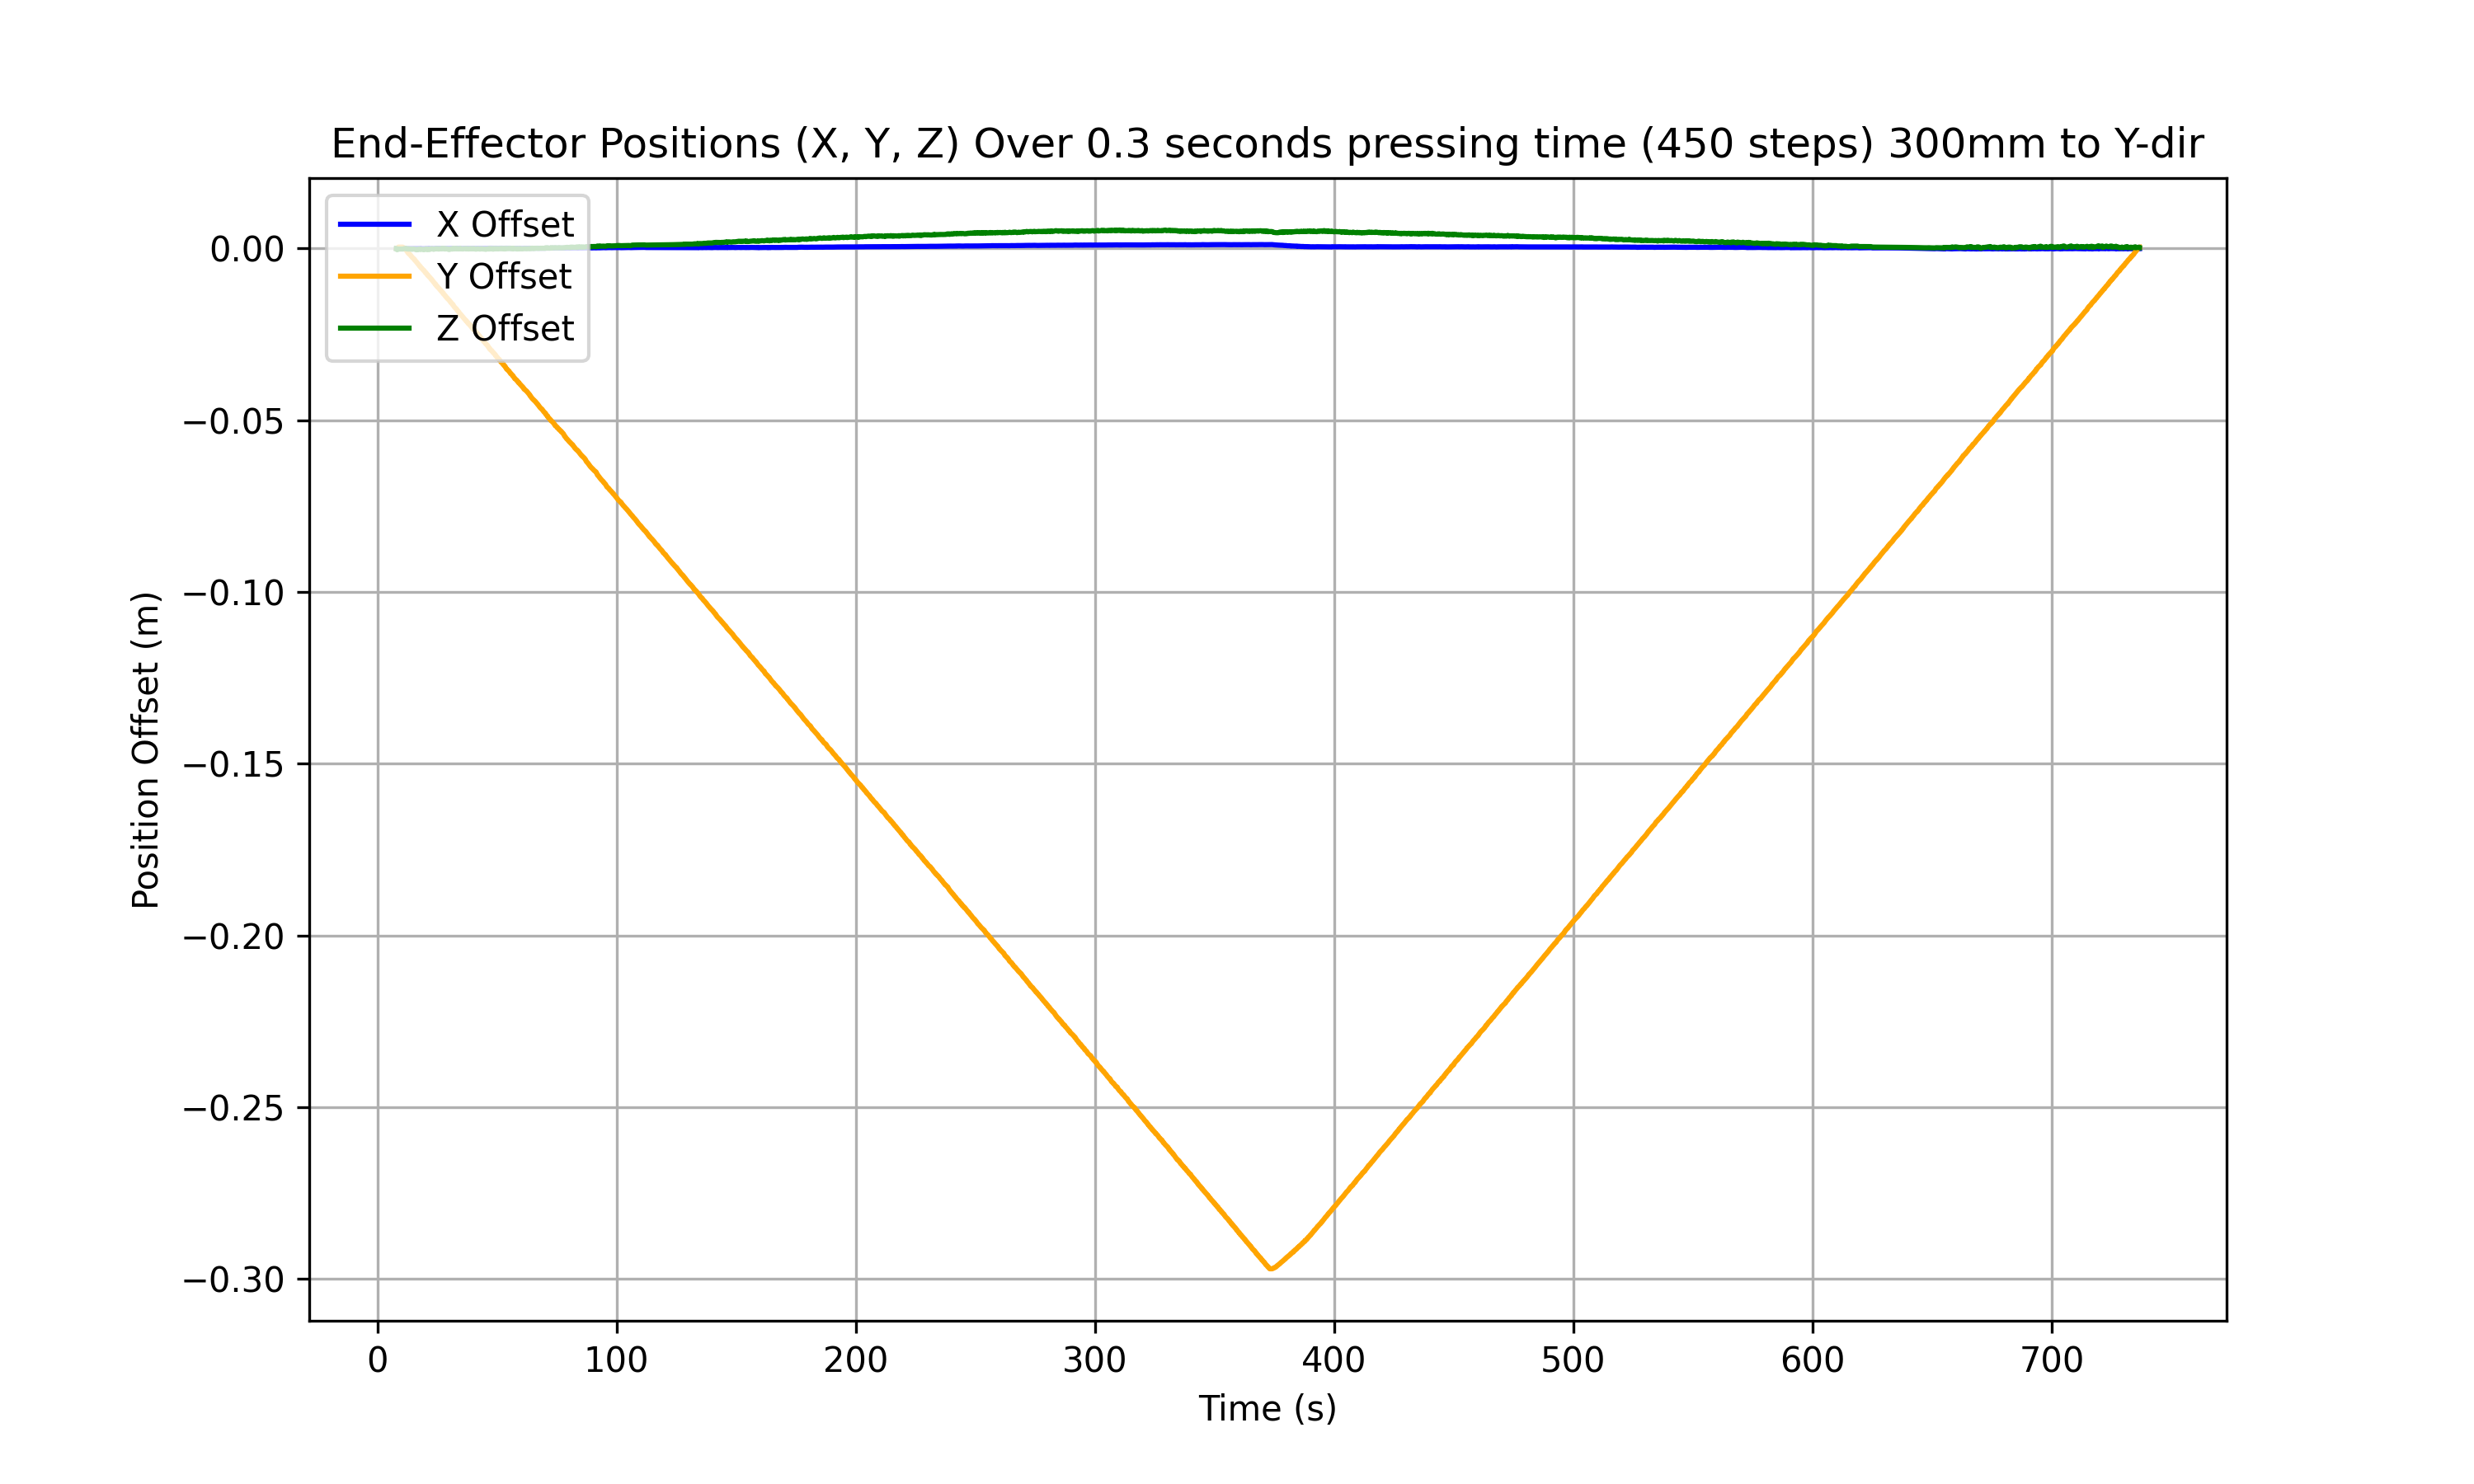 End-Effector Positions (X, Y, Z) Over 0.3 seconds pressing time (450 steps) 300mm to Y-dir
X Offset
Y Offset
Z Offset
0.00
−0.05
−0.10
−0.15
−0.20
−0.25
−0.30
Position Offset (m)
0 100 200 300 400 500 600 700
Time (s)